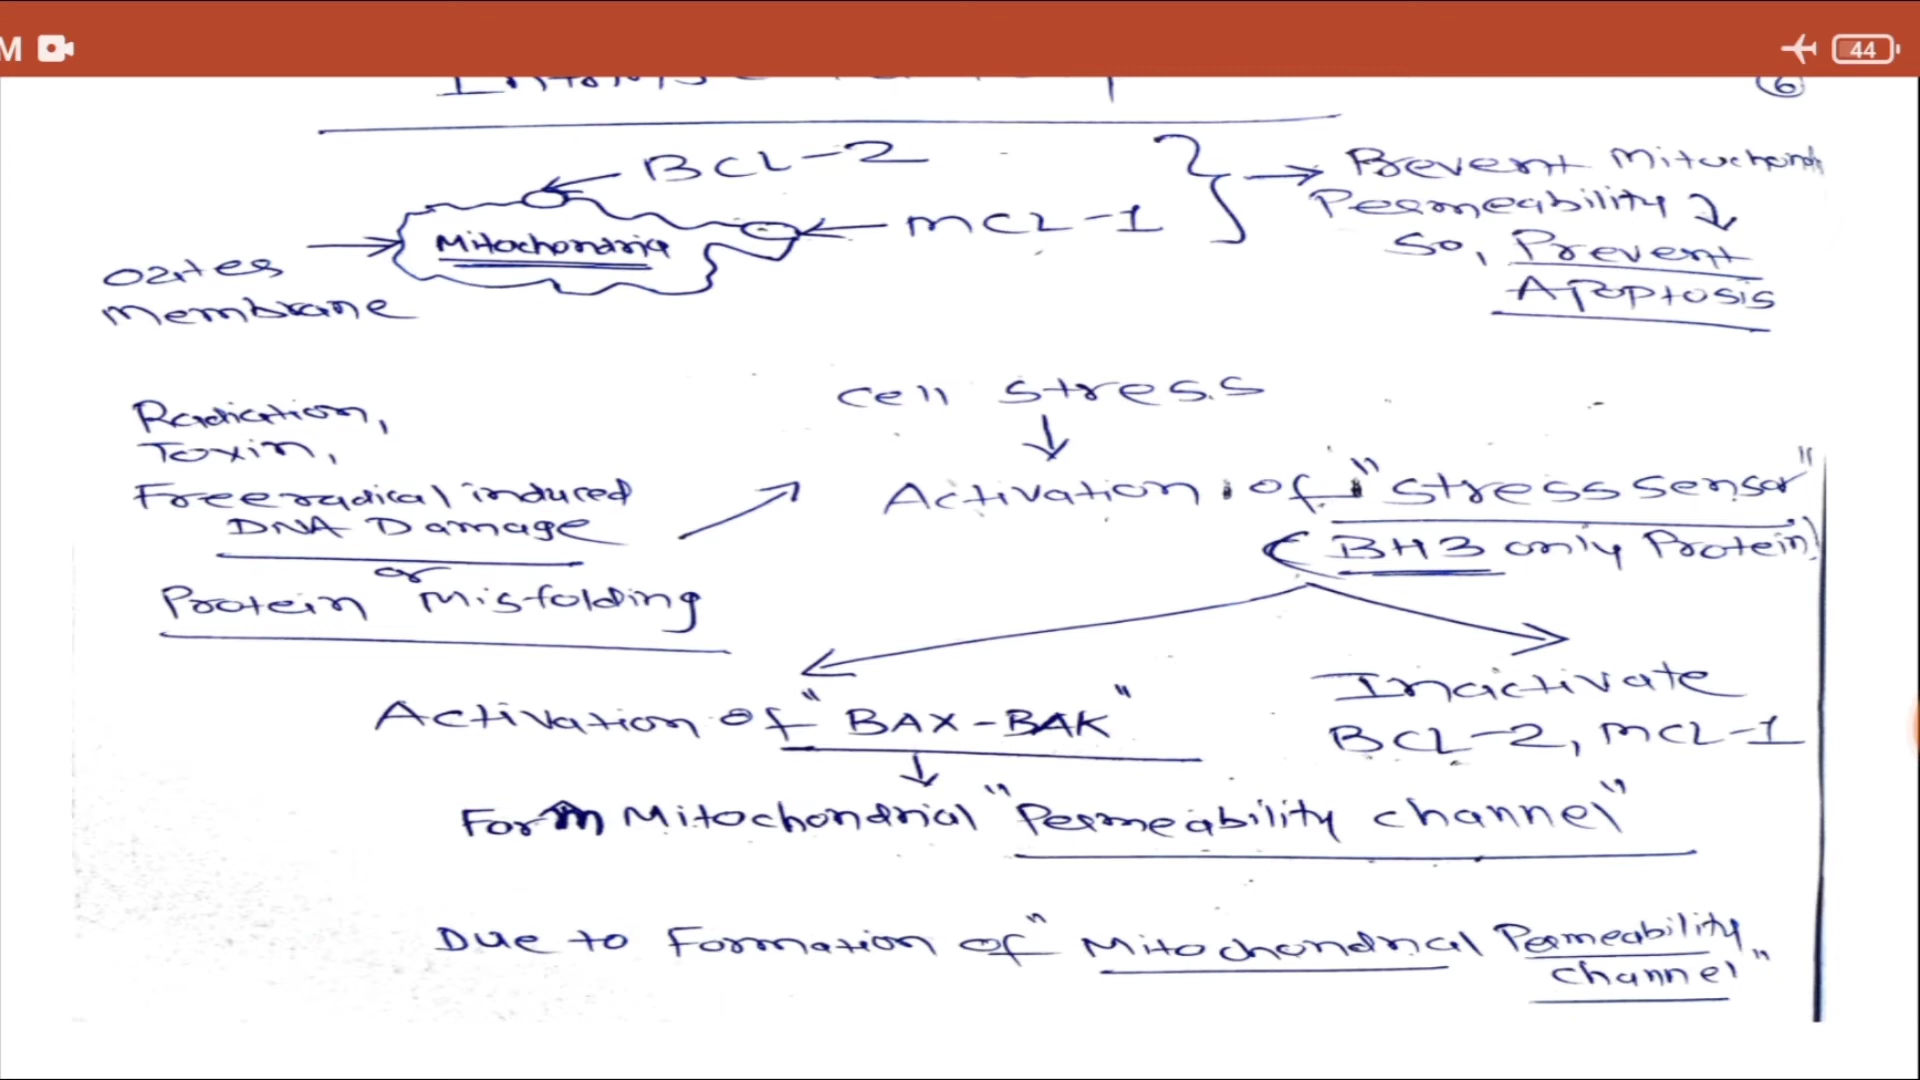 M
44
6
BCL-2
MCL-1
Prevent Mitochond
Permeability
So, Prevent
Apoptosis
Mitochondria
Outer
Membrane
Cell stress
Radiation,
Toxin,
Free radical induced
DNA Damage
or
Protein Misfolding
Activation of "Stress Sensor"
(BH3 only Protein)
Activation of "BAX-BAK"
Inactivate
BCL-2, MCL-1
Form Mitochondrial "Permeability channel"
Due to Formation of "Mitochondrial Permeability
channel"